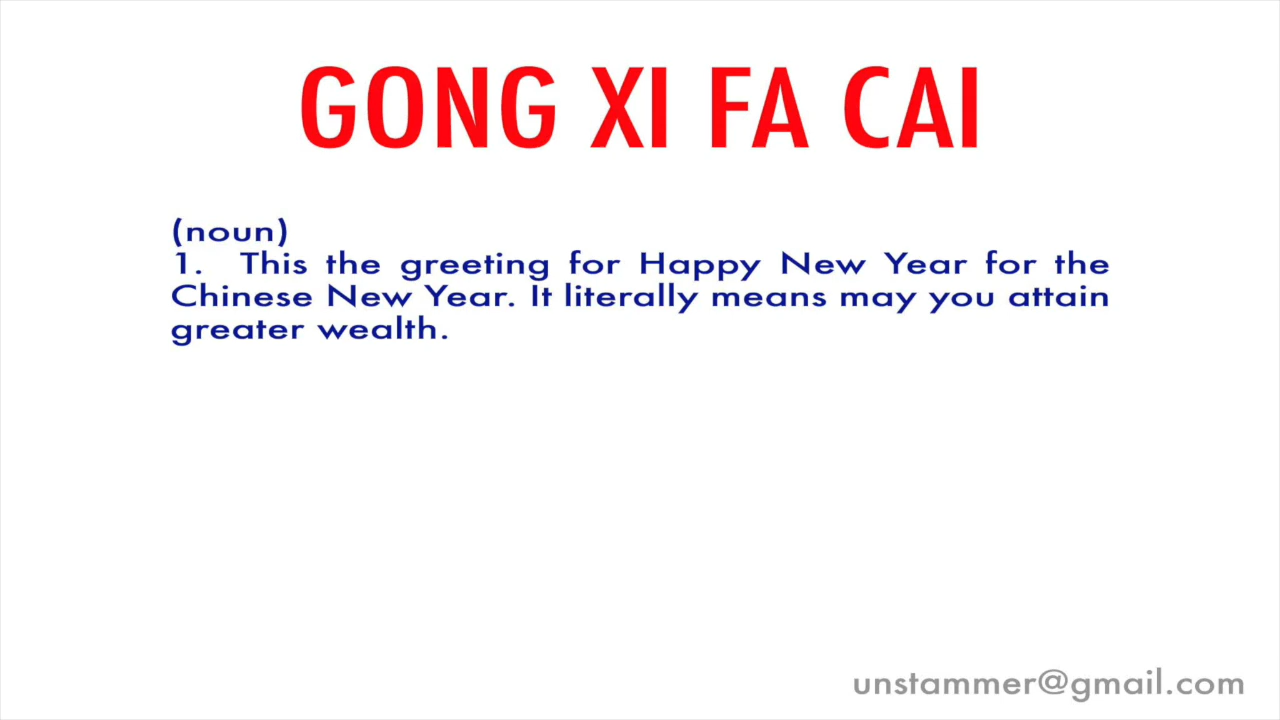 GONG XI FA CAI
(noun)
1. This the greeting for Happy New Year for the
Chinese New Year. It literally means may you attain
greater wealth.
unstammer@gmail.com